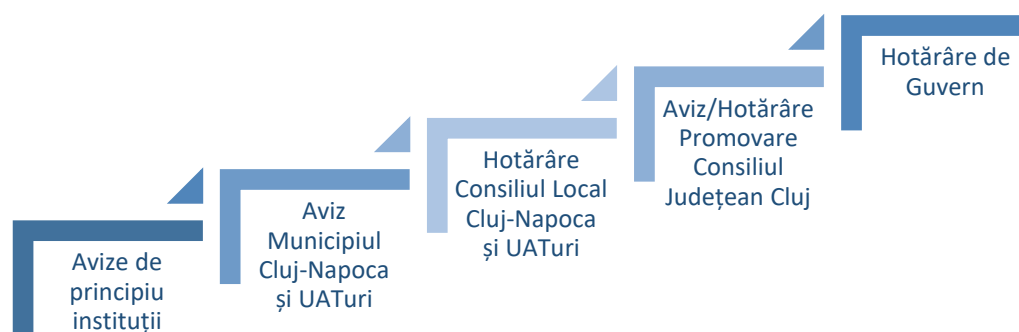 Avize de
principiu
instituții
Aviz
Municipiul
Cluj-Napoca
și UATuri
Hotărâre
Consiliul Local
Cluj-Napoca
și UATuri
Aviz/Hotărâre
Promovare
Consiliul
Județean Cluj
Hotărâre de
Guvern